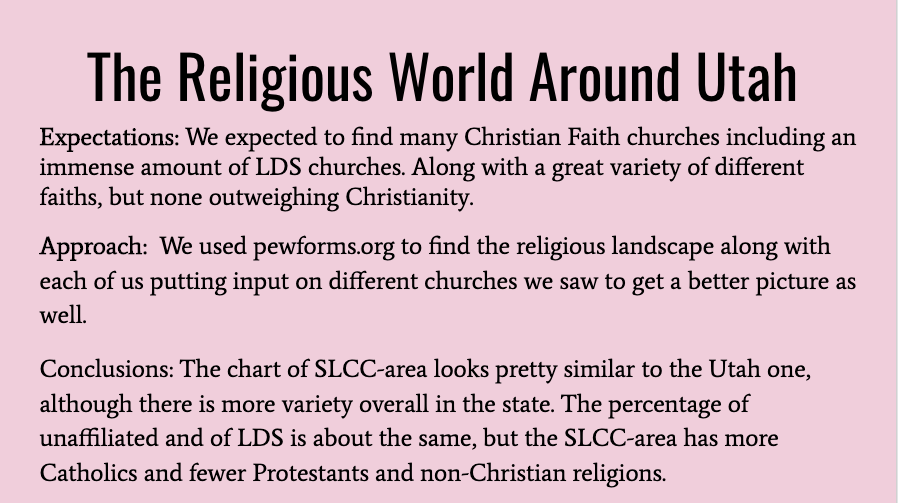 The Religious World Around Utah
Expectations: We expected to find many Christian Faith churches including an
immense amount of LDS churches. Along with a great variety of different
faiths, but none outweighing Christianity.
Approach:  We used pewforms.org to find the religious landscape along with
each of us putting input on different churches we saw to get a better picture as
well.
Conclusions: The chart of SLCC-area looks pretty similar to the Utah one,
although there is more variety overall in the state. The percentage of
unaffiliated and of LDS is about the same, but the SLCC-area has more
Catholics and fewer Protestants and non-Christian religions.